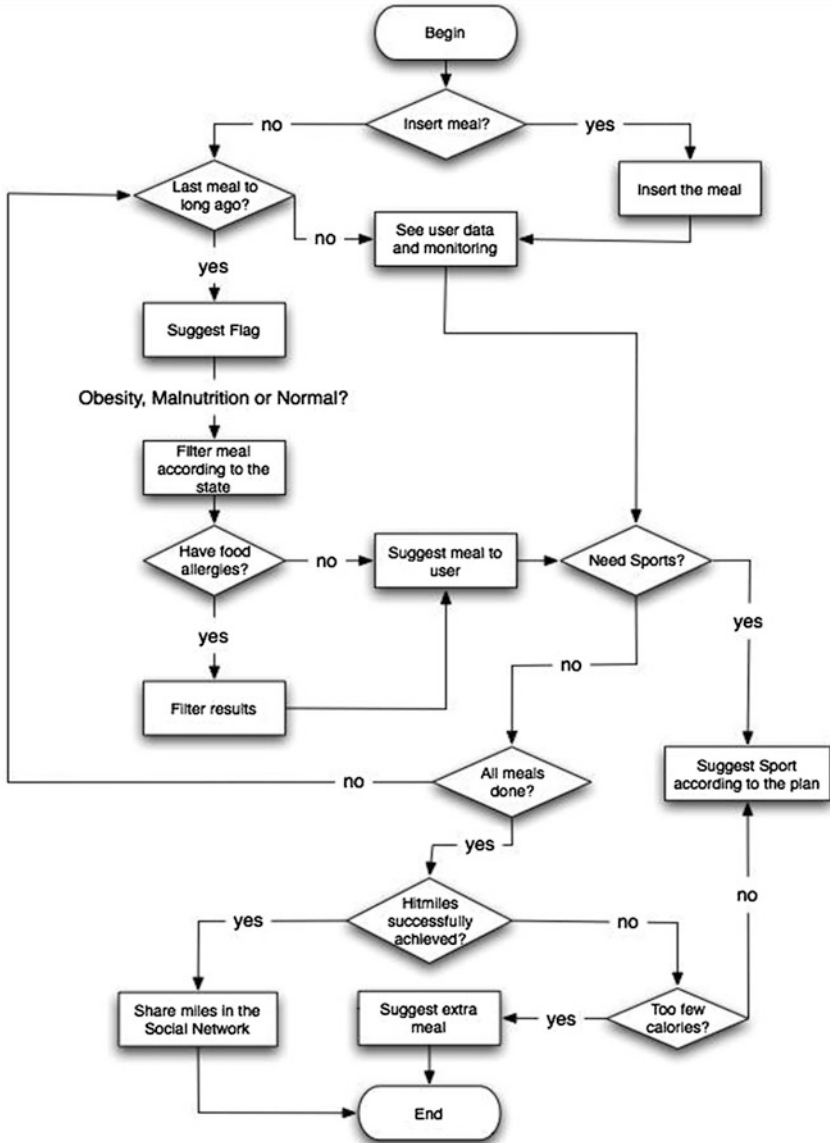 Begin
Insert meal?
no
yes
Last meal to
long ago?
Insert the meal
no
See user data
and monitoring
yes
Suggest Flag
Obesity, Malnutrition or Normal?
Filter meal
according to the
state
Have food
allergies?
no
Suggest meal to
user
Need Sports?
yes
yes
no
Filter results
no
All meals
done?
Suggest Sport
according to the plan
yes
no
yes
Hitmiles
successfully
achieved?
no
Share miles in the
Social Network
Suggest extra
meal
yes
Too few
calories?
End